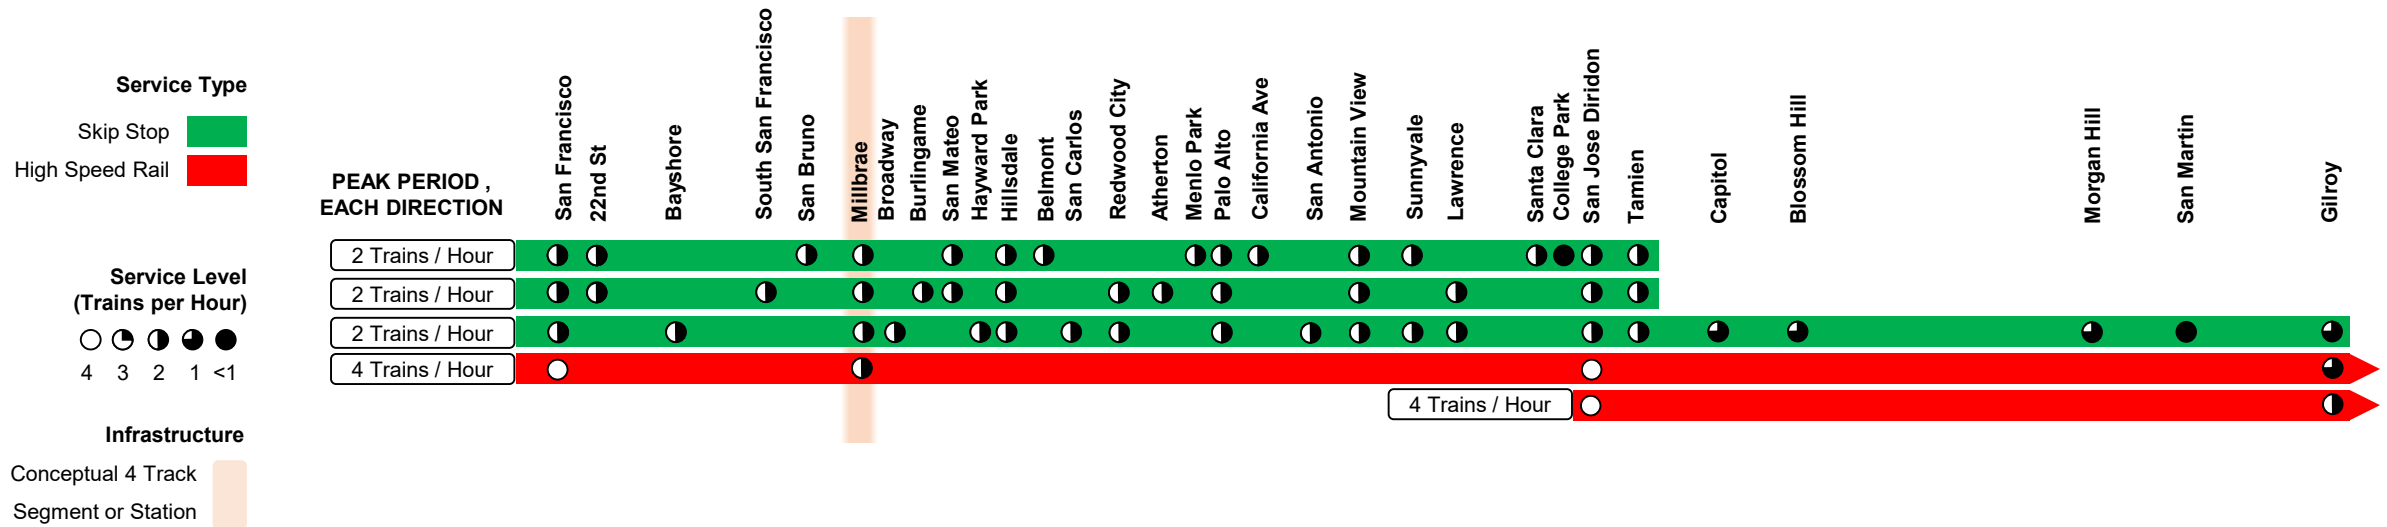 Service Type
Skip Stop
High Speed Rail
Service Level
(Trains per Hour)
4 3 2 1 <1
Infrastructure
Conceptual 4 Track
Segment or Station
PEAK PERIOD ,
EACH DIRECTION
San Francisco
22nd St
Bayshore
South San Francisco
San Bruno
Millbrae
Broadway
Burlingame
San Mateo
Hayward Park
Hillsdale
Belmont
San Carlos
Redwood City
Atherton
Menlo Park
Palo Alto
California Ave
San Antonio
Mountain View
Sunnyvale
Lawrence
Santa Clara
College Park
San Jose Diridon
Tamien
Capitol
Blossom Hill
Morgan Hill
San Martin
Gilroy
2 Trains / Hour
2 Trains / Hour
2 Trains / Hour
4 Trains / Hour
4 Trains / Hour